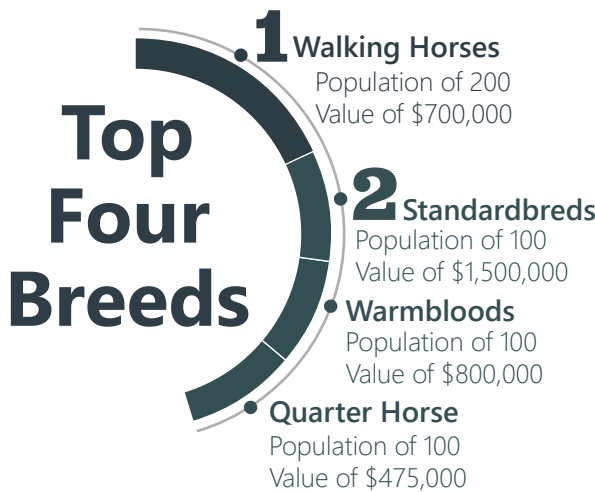 Top
Four
Breeds
1 Walking Horses
Population of 200
Value of $700,000
2 Standardbreds
Population of 100
Value of $1,500,000
Warmbloods
Population of 100
Value of $800,000
Quarter Horse
Population of 100
Value of $475,000